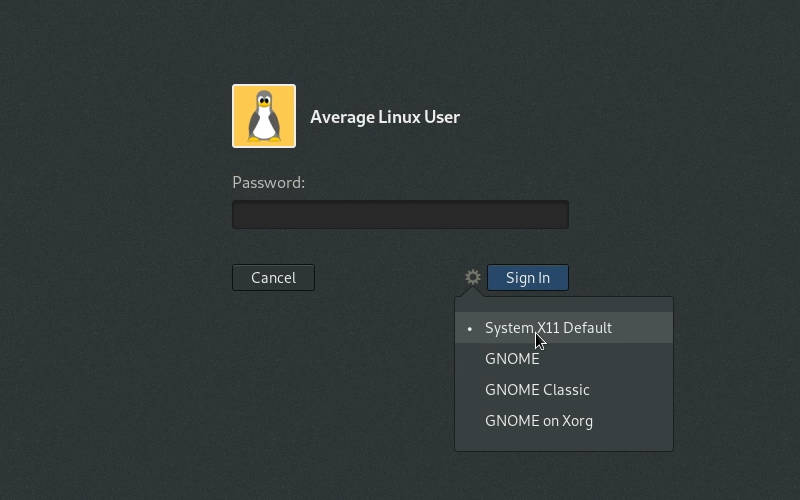 Average Linux User
Password:
Cancel
Sign In
System X11 Default
GNOME
GNOME Classic
GNOME on Xorg